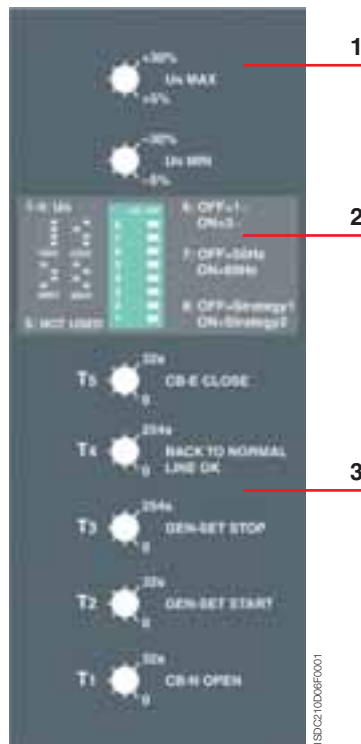 1
+30%
Un MAX
+5%
-30%
Un MIN
-5%
2
1-4: Un
6: OFF=1
ON=3
7: OFF=50Hz
ON=60Hz
8: OFF=Strategy1
ON=Strategy2
5: NOT USED
32s
T5 CB-E CLOSE
0
254s
T4 BACK TO NORMAL
LINE OK
0
3
254s
T3 GEN-SET STOP
0
32s
T2 GEN-SET START
0
32s
T1 CB-N OPEN
0
1SDC210D06F0001